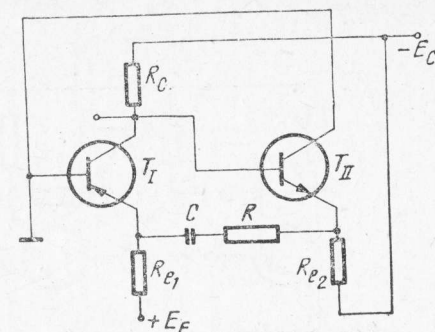 R_C
-E_C
T_I
T_II
C
R
R_e1
R_e2
+E_E